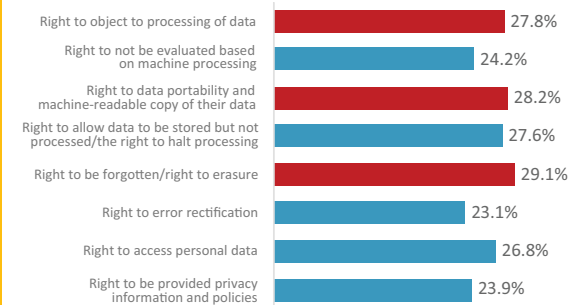 Right to object to processing of data
27.8%
Right to not be evaluated based
on machine processing
24.2%
Right to data portability and
machine-readable copy of their data
28.2%
Right to allow data to be stored but not
processed/the right to halt processing
27.6%
Right to be forgotten/right to erasure
29.1%
Right to error rectification
23.1%
Right to access personal data
26.8%
Right to be provided privacy
information and policies
23.9%